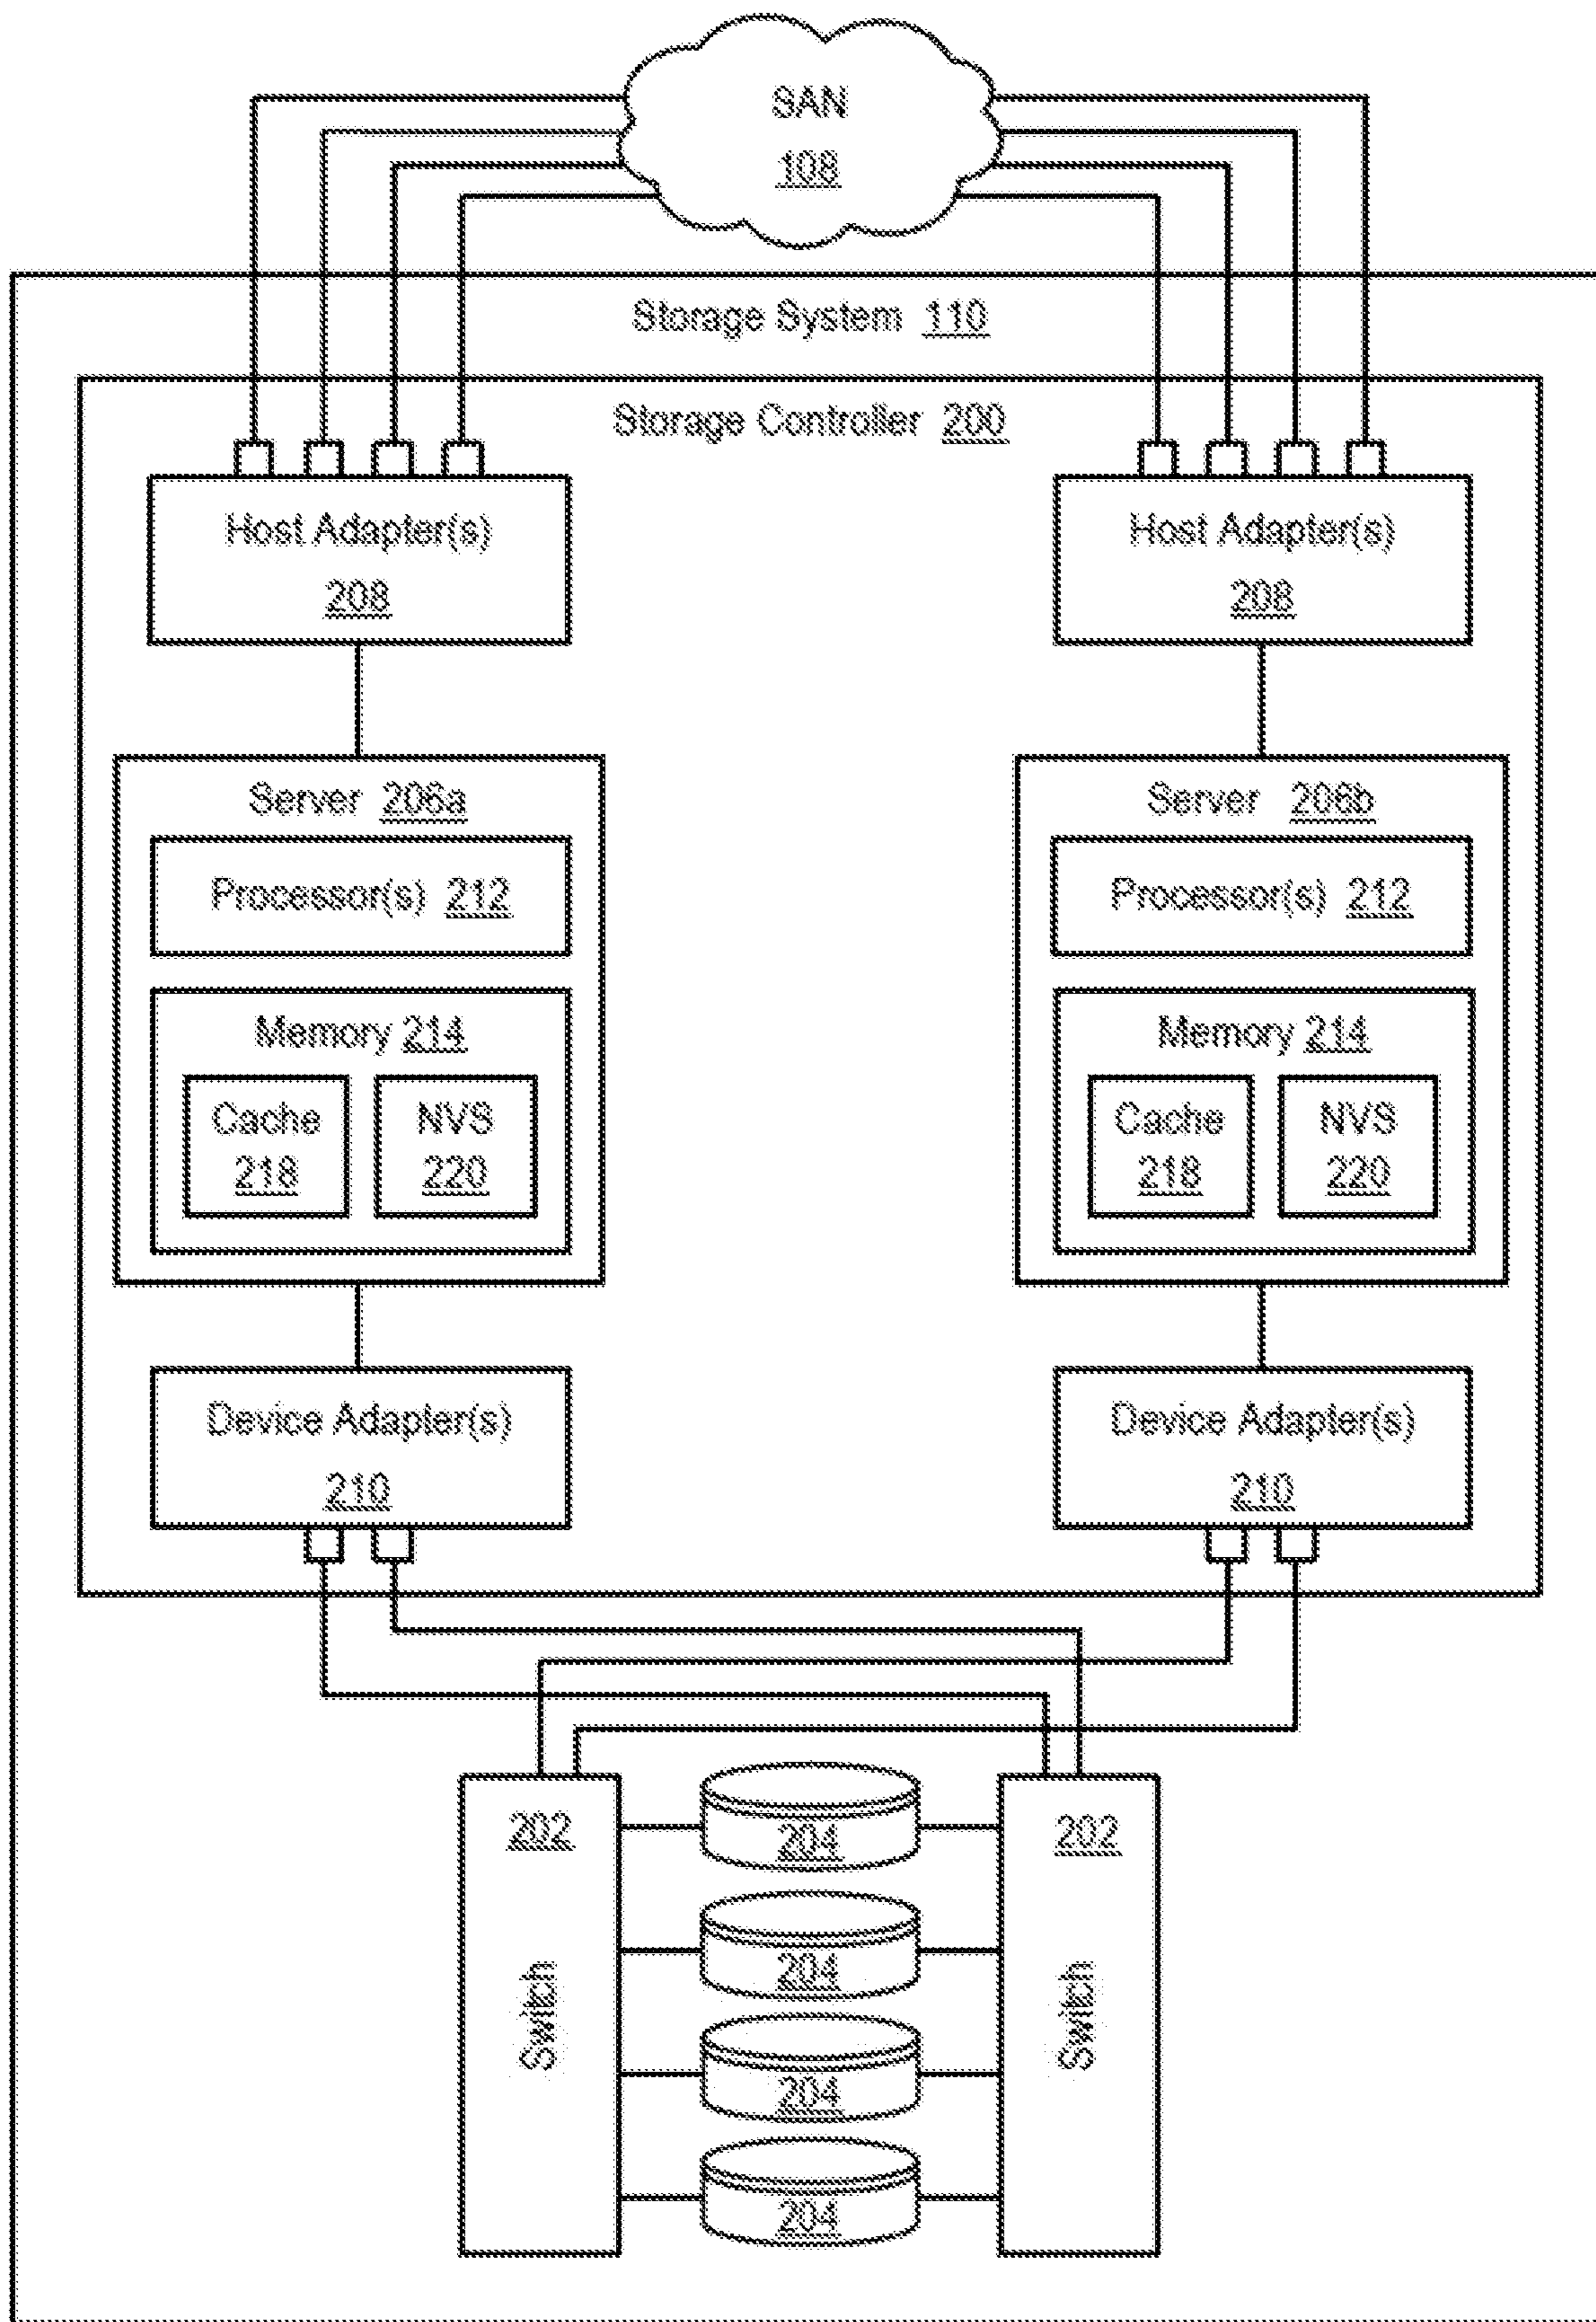 SAN
108
Storage System 110
Storage Controller 200
Host Adapter(s)
208
Host Adapter(s)
208
Server 206a
Processor(s) 212
Memory 214
Cache
218
NVS
220
Server 206b
Processor(s) 212
Memory 214
Cache
218
NVS
220
Device Adapter(s)
210
Device Adapter(s)
210
202
Switch
204
204
204
204
202
Switch